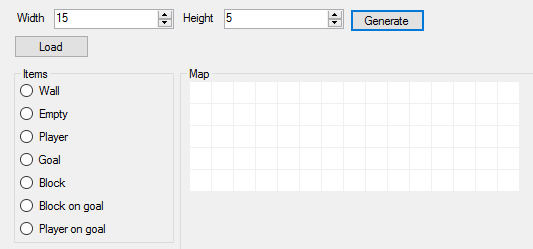 Width 15 Height 5 Generate
Load
Items
Wall
Empty
Player
Goal
Block
Block on goal
Player on goal
Map